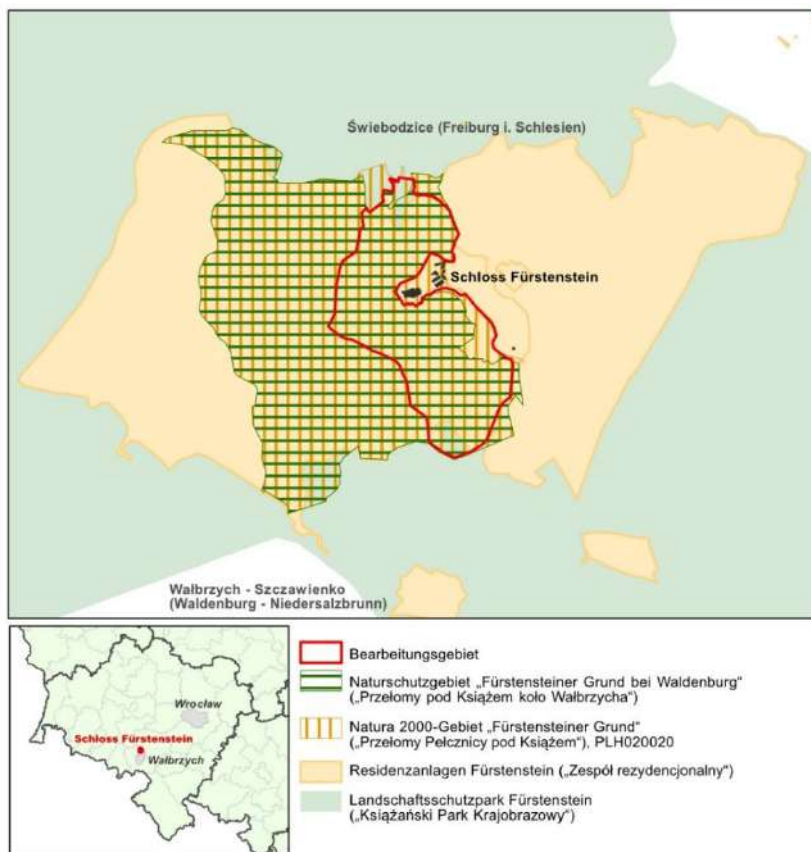 Świebodzice (Freiburg i. Schlesien)
Schloss Fürstenstein
Wałbrzych - Szczawienko
(Waldenburg - Niedersalzbrunn)
Wrocław
Schloss Fürstenstein
Wałbrzych
Bearbeitungsgebiet
Naturschutzgebiet „Fürstensteiner Grund bei Waldenburg“
(„Przełomy pod Książem koło Wałbrzycha“)
Natura 2000-Gebiet „Fürstensteiner Grund“
(„Przełomy Pełcznicy pod Książem“), PLH020020
Residenzanlagen Fürstenstein („Zespół rezydencjonalny“)
Landschaftsschutzpark Fürstenstein
(„Książański Park Krajobrazowy“)